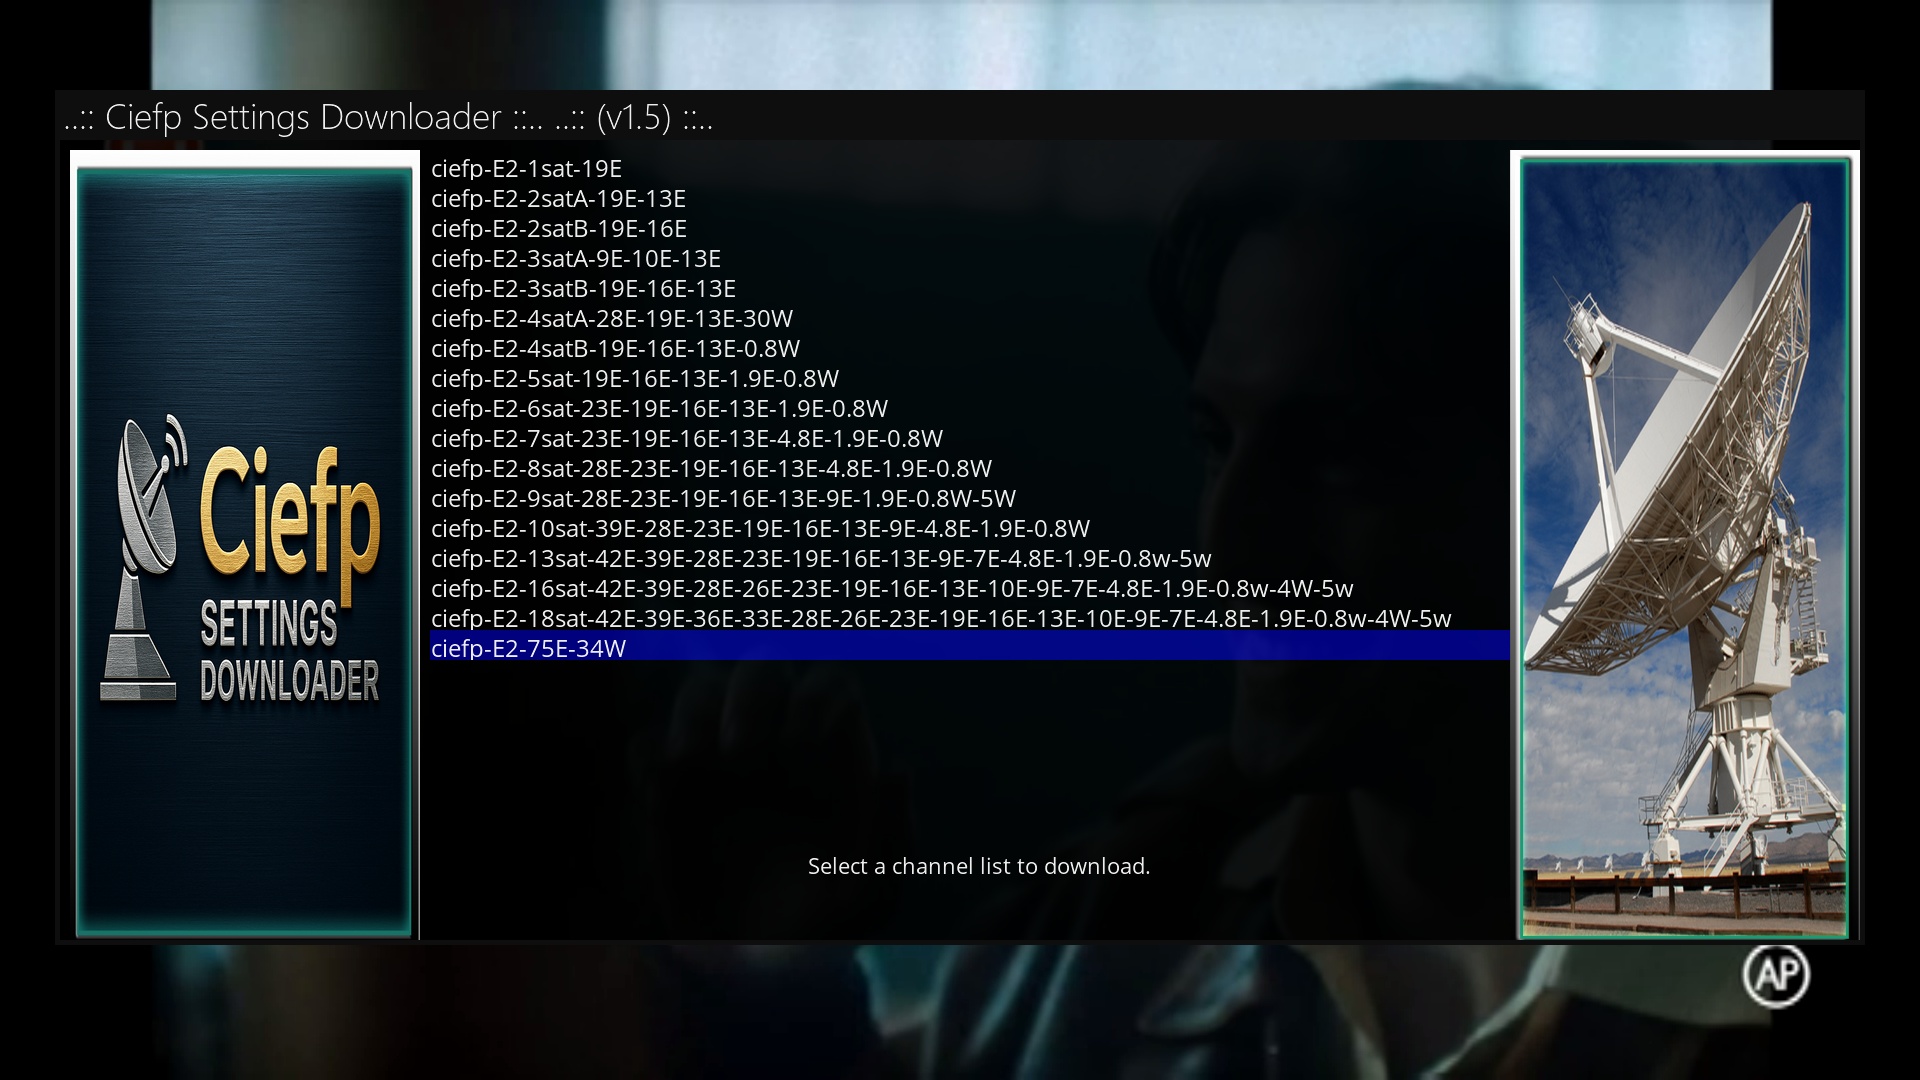 ..:: Ciefp Settings Downloader ::.. ..:: (v1.5) ::..
ciefp-E2-1sat-19E
ciefp-E2-2satA-19E-13E
ciefp-E2-2satB-19E-16E
ciefp-E2-3satA-9E-10E-13E
ciefp-E2-3satB-19E-16E-13E
ciefp-E2-4satA-28E-19E-13E-30W
ciefp-E2-4satB-19E-16E-13E-0.8W
ciefp-E2-5sat-19E-16E-13E-1.9E-0.8W
ciefp-E2-6sat-23E-19E-16E-13E-1.9E-0.8W
ciefp-E2-7sat-23E-19E-16E-13E-4.8E-1.9E-0.8W
ciefp-E2-8sat-28E-23E-19E-16E-13E-4.8E-1.9E-0.8W
ciefp-E2-9sat-28E-23E-19E-16E-13E-9E-1.9E-0.8W-5W
ciefp-E2-10sat-39E-28E-23E-19E-16E-13E-9E-4.8E-1.9E-0.8W
ciefp-E2-13sat-42E-39E-28E-23E-19E-16E-13E-9E-7E-4.8E-1.9E-0.8w-5w
ciefp-E2-16sat-42E-39E-28E-26E-23E-19E-16E-13E-10E-9E-7E-4.8E-1.9E-0.8w-4W-5w
ciefp-E2-18sat-42E-39E-36E-33E-28E-26E-23E-19E-16E-13E-10E-9E-7E-4.8E-1.9E-0.8w-4W-5w
ciefp-E2-75E-34W
Select a channel list to download.
Ciefp
SETTINGS
DOWNLOADER
AP